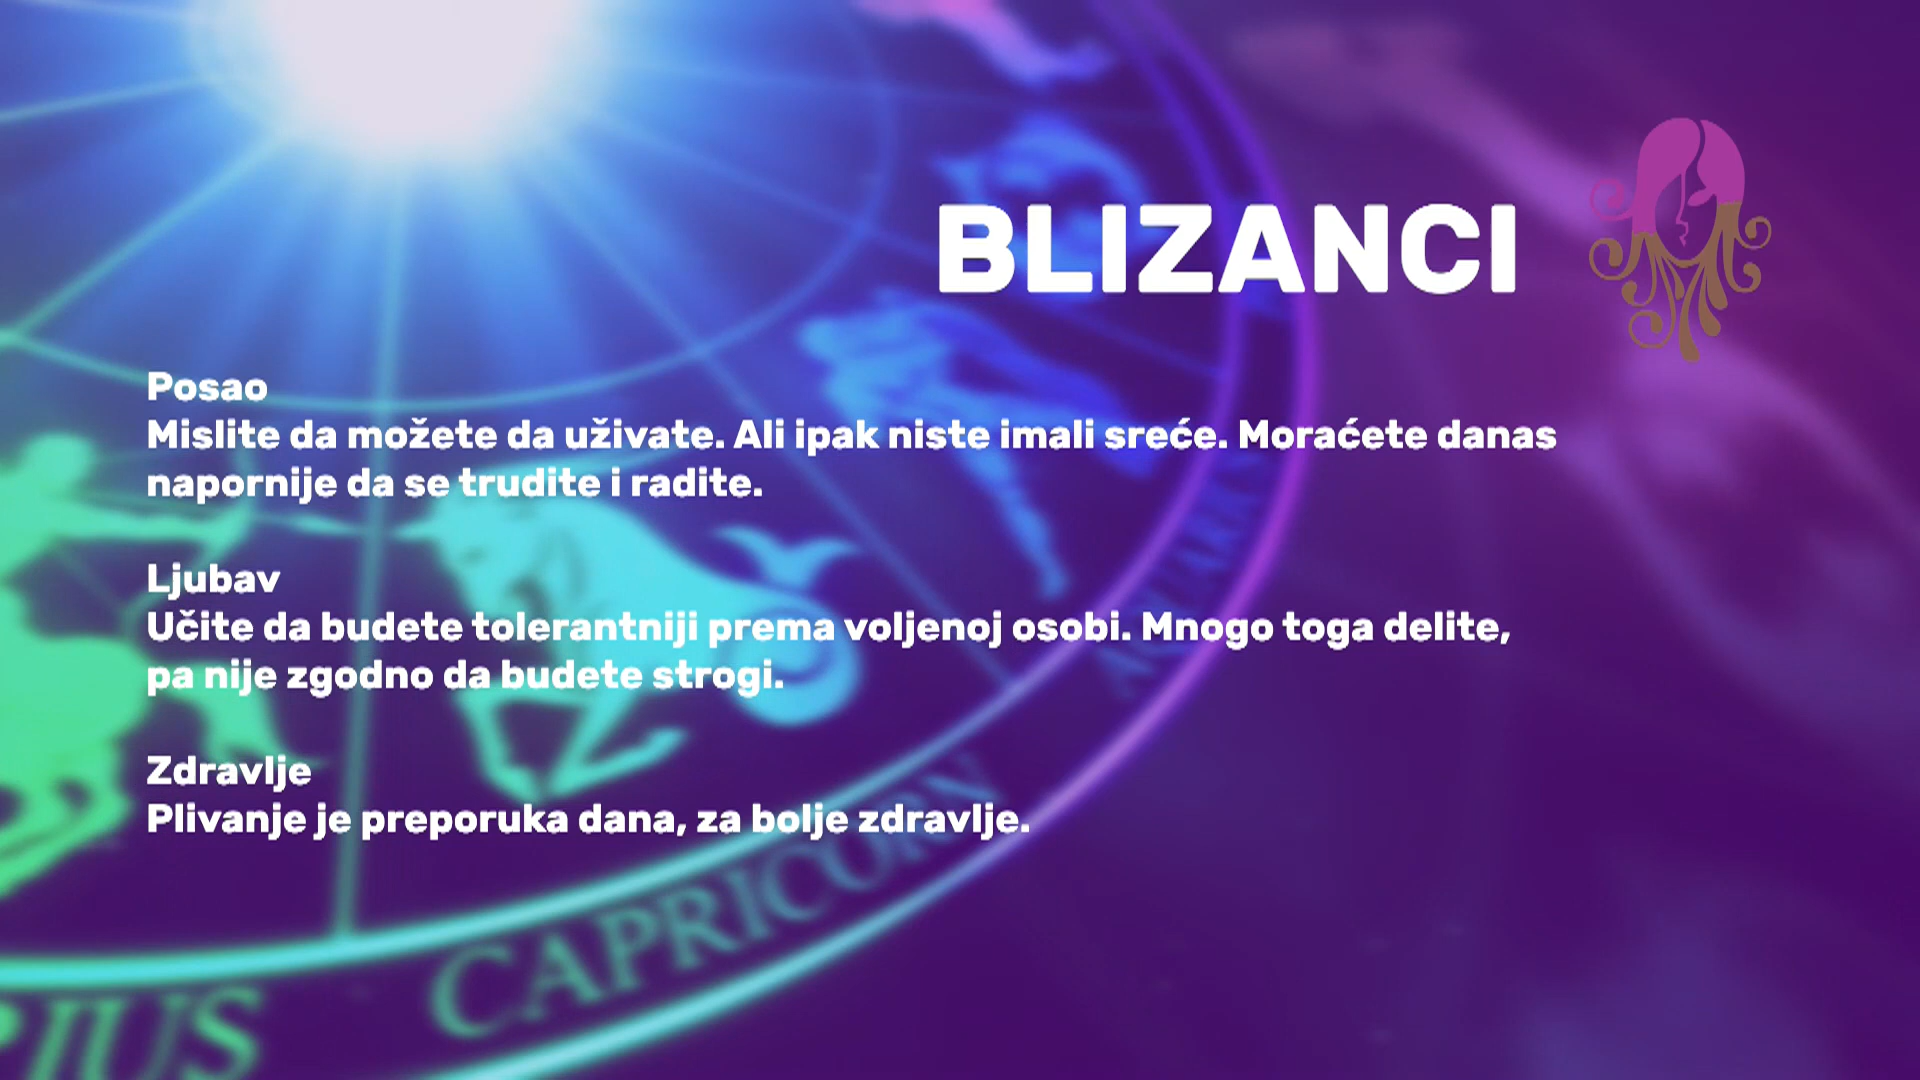 BLIZANCI
Posao
Mislite da možete da uživate. Ali ipak niste imali sreće. Moraćete danas
napornije da se trudite i radite.
Ljubav
Učite da budete tolerantniji prema voljenoj osobi. Mnogo toga delite,
pa nije zgodno da budete strogi.
Zdravlje
Plivanje je preporuka dana, za bolje zdravlje.
AQUARIUS
CAPRICORN
RIUS